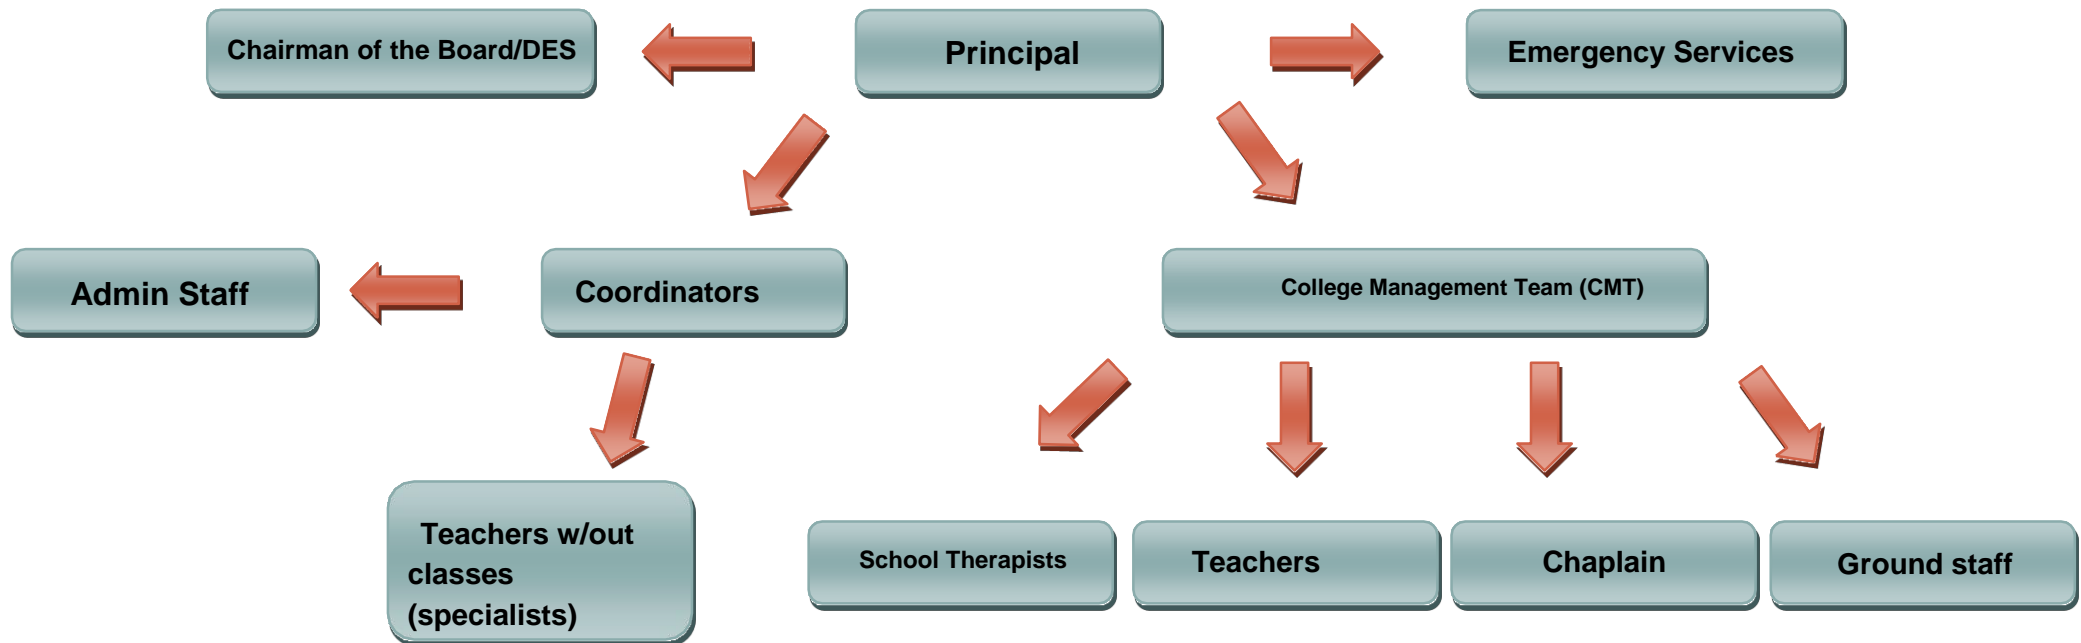 Chairman of the Board/DES
Principal
Emergency Services
Admin Staff
Coordinators
College Management Team (CMT)
Teachers w/out
classes
(specialists)
School Therapists
Teachers
Chaplain
Ground staff